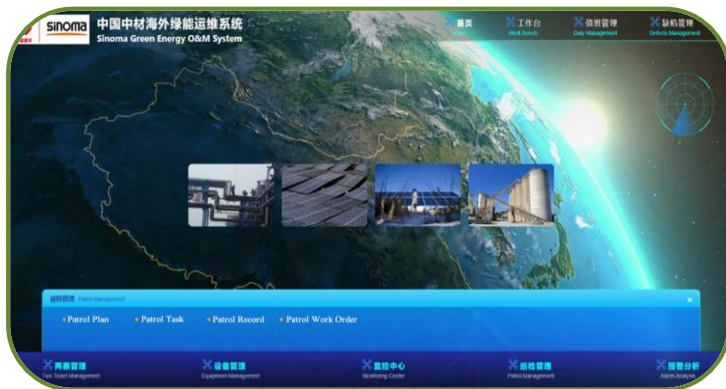 sinoma
中国中材海外绿能运维系统
Sinoma Green Energy O&M System
首页
工作台
Work Bench
值班管理
Duty Management
缺陷管理
Defects Management
巡检管理 Patrol Management
Patrol Plan
Patrol Task
Patrol Record
Patrol Work Order
两票管理
Two Ticket Management
设备管理
Equipment Management
监控中心
Monitoring Center
巡检管理
Patrol Management
报警分析
Alarm Analysis